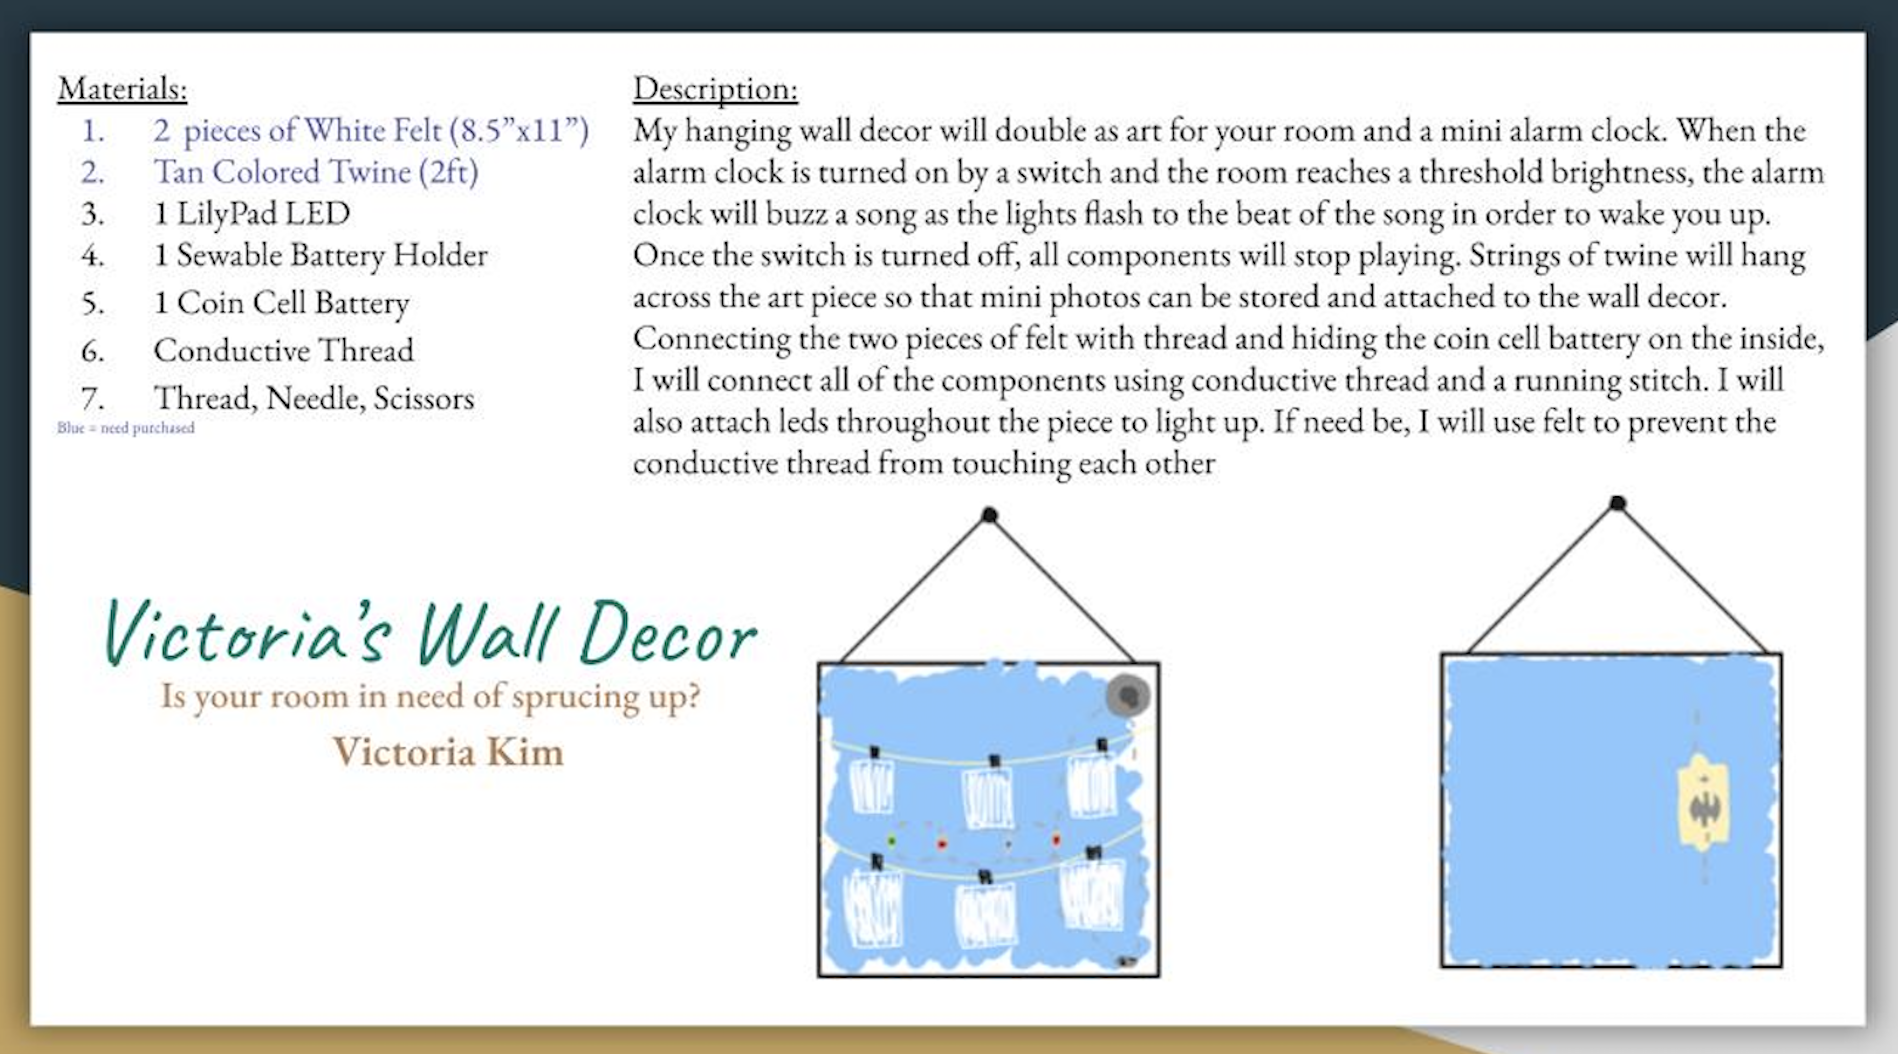 Materials:
1. 2 pieces of White Felt (8.5”x11”)
2. Tan Colored Twine (2ft)
3. 1 LilyPad LED
4. 1 Sewable Battery Holder
5. 1 Coin Cell Battery
6. Conductive Thread
7. Thread, Needle, Scissors
Blue = need purchased
Description:
My hanging wall decor will double as art for your room and a mini alarm clock. When the
alarm clock is turned on by a switch and the room reaches a threshold brightness, the alarm
clock will buzz a song as the lights flash to the beat of the song in order to wake you up.
Once the switch is turned off, all components will stop playing. Strings of twine will hang
across the art piece so that mini photos can be stored and attached to the wall decor.
Connecting the two pieces of felt with thread and hiding the coin cell battery on the inside,
I will connect all of the components using conductive thread and a running stitch. I will
also attach leds throughout the piece to light up. If need be, I will use felt to prevent the
conductive thread from touching each other
Victoria’s Wall Decor
Is your room in need of sprucing up?
Victoria Kim